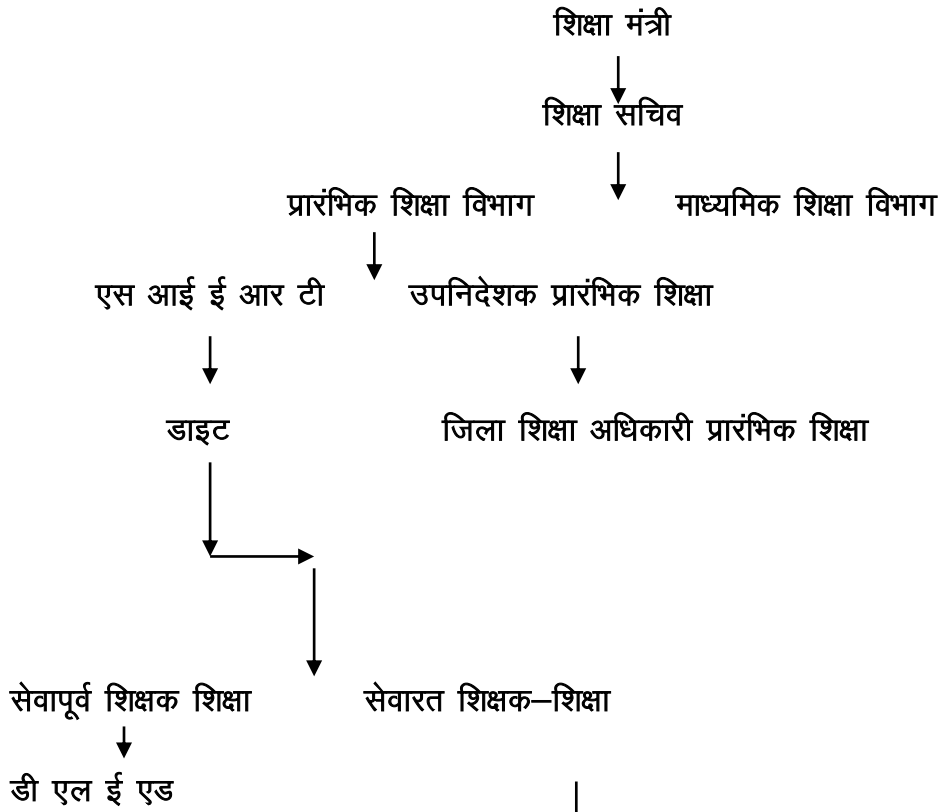 शिक्षा मंत्री
शिक्षा सचिव
प्रारंभिक शिक्षा विभाग माध्यमिक शिक्षा विभाग
एस आई ई आर टी उपनिदेशक प्रारंभिक शिक्षा
डाइट जिला शिक्षा अधिकारी प्रारंभिक शिक्षा
सेवापूर्व शिक्षक शिक्षा सेवारत शिक्षक–शिक्षा
डी एल ई एड